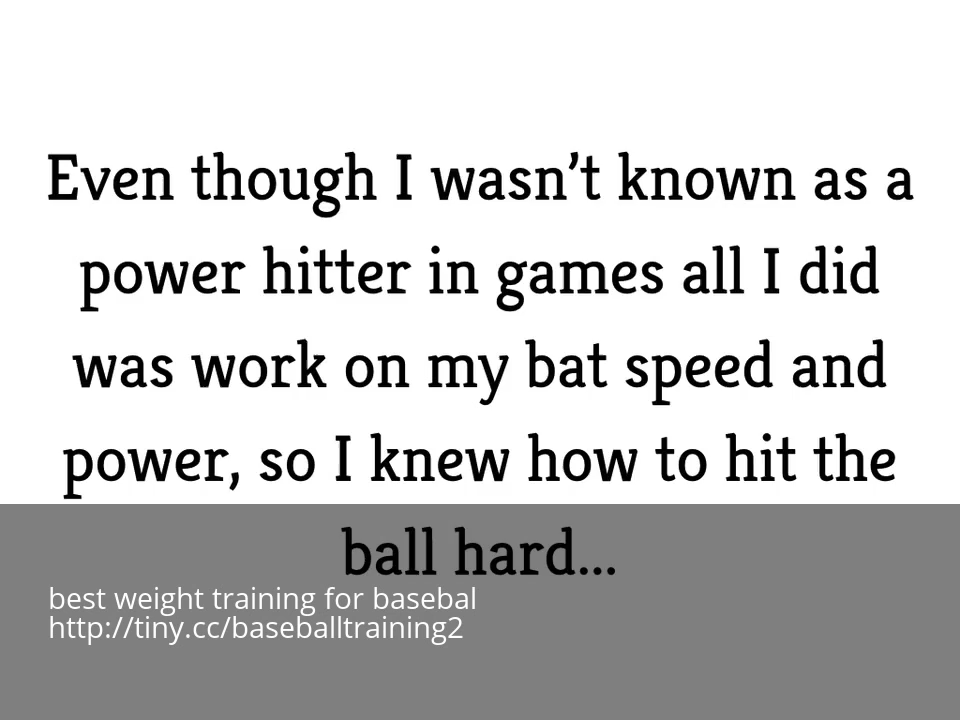 Even though I wasn’t known as a
power hitter in games all I did
was work on my bat speed and
power, so I knew how to hit the
ball hard...
best weight training for basebal
http://tiny.cc/baseballtraining2